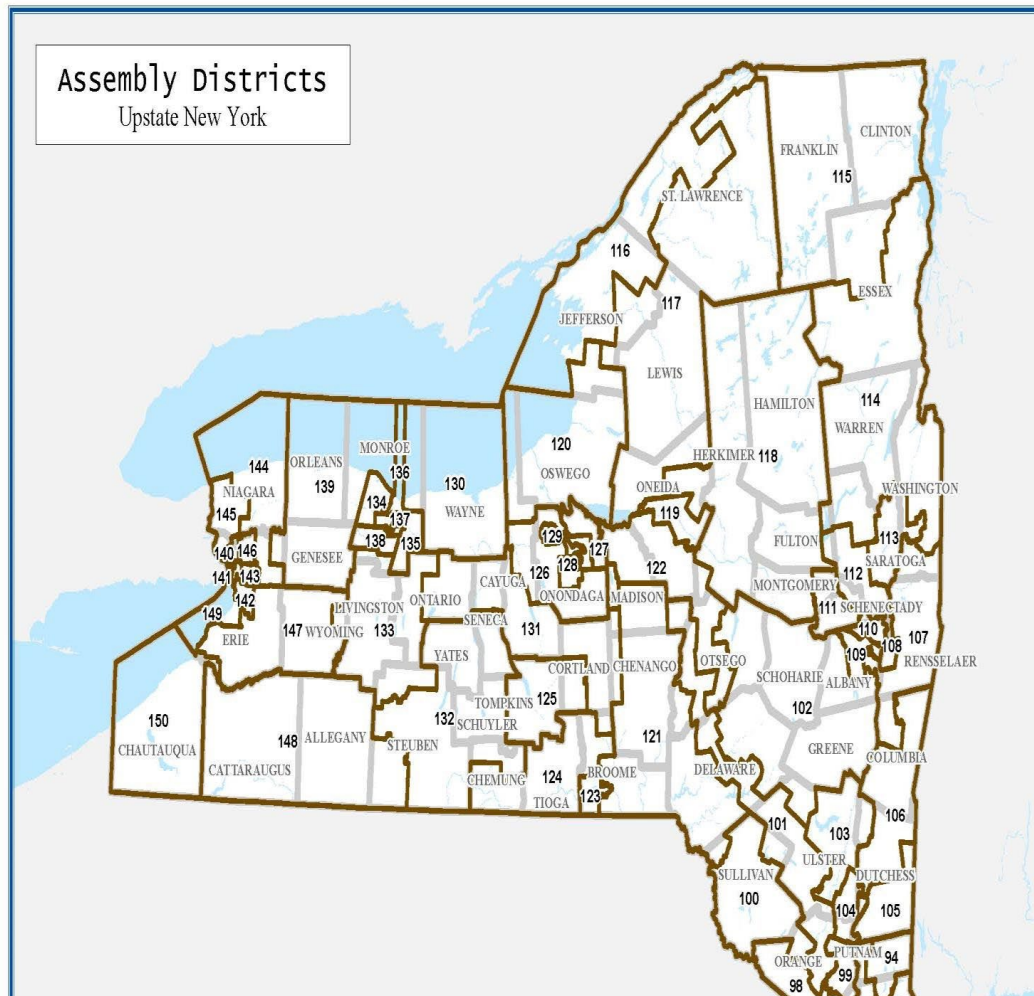 Assembly Districts
Upstate New York
CLINTON
FRANKLIN
115
ST. LAWRENCE
116
ESSEX
117
JEFFERSON
LEWIS
HAMILTON
114
WARREN
120
HERKIMER
118
144
ORLEANS
MONROE
136
OSWEGO
139
130
ONEIDA
WASHINGTON
NIAGARA
134
WAYNE
119
145
137
129
113
FULTON
140
146
138
135
127
SARATOGA
GENESEE
128
122
112
141
143
CAYUGA
126
MONTGOMERY
142
ONONDAGA
MADISON
111
SCHENECTADY
149
LIVINGSTON
ONTARIO
SENECA
131
110
107
ERIE
147
WYOMING
133
108
109
YATES
CORTLAND
CHENANGO
OTSEGO
RENSSELAER
SCHOHARIE
ALBANY
TOMPKINS
125
102
150
132
SCHUYLER
148
ALLEGANY
121
CHAUTAUQUA
STEUBEN
GREENE
COLUMBIA
CATTARAUGUS
CHEMUNG
124
BROOME
DELAWARE
123
TIOGA
106
101
103
ULSTER
SULLIVAN
DUTCHESS
100
104
105
PUTNAM
ORANGE
94
99
98